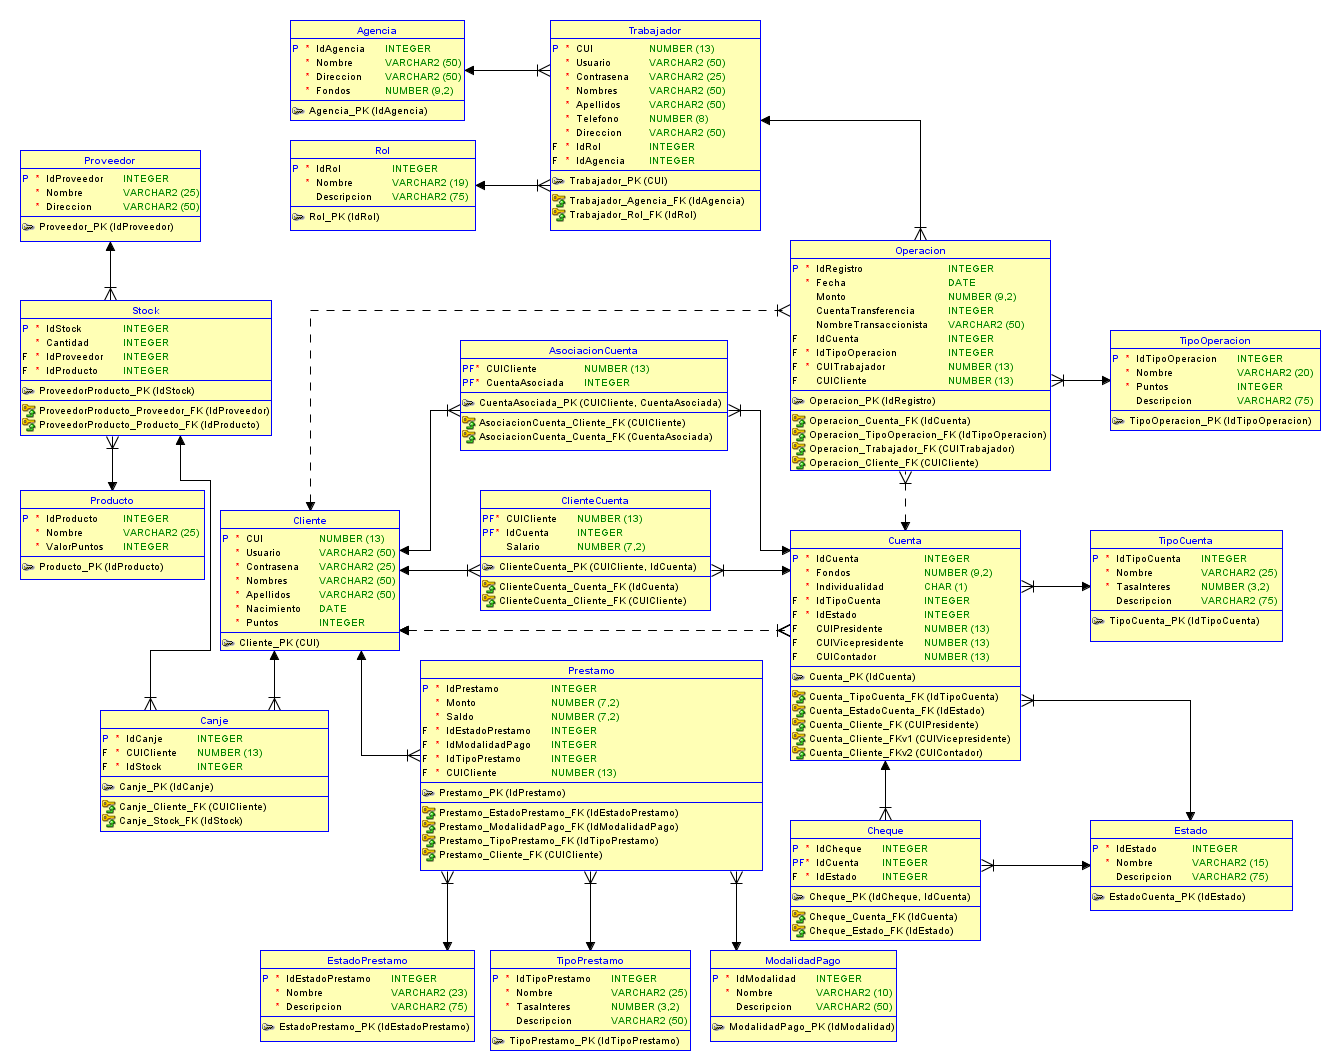 Agencia
P * IdAgencia INTEGER
* Nombre VARCHAR2 (50)
* Direccion VARCHAR2 (50)
* Fondos NUMBER (9,2)
Agencia_PK (IdAgencia)
Trabajador
P * CUI NUMBER (13)
* Usuario VARCHAR2 (50)
* Contrasena VARCHAR2 (25)
* Nombres VARCHAR2 (50)
* Apellidos VARCHAR2 (50)
* Telefono NUMBER (8)
* Direccion VARCHAR2 (50)
F * IdRol INTEGER
F * IdAgencia INTEGER
Trabajador_PK (CUI)
Trabajador_Agencia_FK (IdAgencia)
Trabajador_Rol_FK (IdRol)
Rol
P * IdRol INTEGER
* Nombre VARCHAR2 (19)
Descripcion VARCHAR2 (75)
Rol_PK (IdRol)
Proveedor
P * IdProveedor INTEGER
* Nombre VARCHAR2 (25)
* Direccion VARCHAR2 (50)
Proveedor_PK (IdProveedor)
Operacion
P * IdRegistro INTEGER
* Fecha DATE
Monto NUMBER (9,2)
CuentaTransferencia INTEGER
NombreTransaccionista VARCHAR2 (50)
F IdCuenta INTEGER
F * IdTipoOperacion INTEGER
F * CUITrabajador NUMBER (13)
F CUICliente NUMBER (13)
Operacion_PK (IdRegistro)
Operacion_Cuenta_FK (IdCuenta)
Operacion_TipoOperacion_FK (IdTipoOperacion)
Operacion_Trabajador_FK (CUITrabajador)
Operacion_Cliente_FK (CUICliente)
Stock
P * IdStock INTEGER
* Cantidad INTEGER
F * IdProveedor INTEGER
F * IdProducto INTEGER
ProveedorProducto_PK (IdStock)
ProveedorProducto_Proveedor_FK (IdProveedor)
ProveedorProducto_Producto_FK (IdProducto)
TipoOperacion
P * IdTipoOperacion INTEGER
* Nombre VARCHAR2 (20)
* Puntos INTEGER
Descripcion VARCHAR2 (75)
TipoOperacion_PK (IdTipoOperacion)
AsociacionCuenta
PF* CUICliente NUMBER (13)
PF* CuentaAsociada INTEGER
CuentaAsociada_PK (CUICliente, CuentaAsociada)
AsociacionCuenta_Cliente_FK (CUICliente)
AsociacionCuenta_Cuenta_FK (CuentaAsociada)
Producto
P * IdProducto INTEGER
* Nombre VARCHAR2 (25)
* ValorPuntos INTEGER
Producto_PK (IdProducto)
ClienteCuenta
PF* CUICliente NUMBER (13)
PF* IdCuenta INTEGER
Salario NUMBER (7,2)
ClienteCuenta_PK (CUICliente, IdCuenta)
ClienteCuenta_Cuenta_FK (IdCuenta)
ClienteCuenta_Cliente_FK (CUICliente)
Cliente
P * CUI NUMBER (13)
* Usuario VARCHAR2 (50)
* Contrasena VARCHAR2 (25)
* Nombres VARCHAR2 (50)
* Apellidos VARCHAR2 (50)
* Nacimiento DATE
* Puntos INTEGER
Cliente_PK (CUI)
Cuenta
P * IdCuenta INTEGER
* Fondos NUMBER (9,2)
* Individualidad CHAR (1)
F * IdTipoCuenta INTEGER
F * IdEstado INTEGER
F CUIPresidente NUMBER (13)
F CUIVicepresidente NUMBER (13)
F CUIContador NUMBER (13)
Cuenta_PK (IdCuenta)
Cuenta_TipoCuenta_FK (IdTipoCuenta)
Cuenta_EstadoCuenta_FK (IdEstado)
Cuenta_Cliente_FK (CUIPresidente)
Cuenta_Cliente_FKv1 (CUIVicepresidente)
Cuenta_Cliente_FKv2 (CUIContador)
TipoCuenta
P * IdTipoCuenta INTEGER
* Nombre VARCHAR2 (25)
* TasaInteres NUMBER (3,2)
Descripcion VARCHAR2 (75)
TipoCuenta_PK (IdTipoCuenta)
Prestamo
P * IdPrestamo INTEGER
* Monto NUMBER (7,2)
* Saldo NUMBER (7,2)
F * IdEstadoPrestamo INTEGER
F * IdModalidadPago INTEGER
F * IdTipoPrestamo INTEGER
F * CUICliente NUMBER (13)
Prestamo_PK (IdPrestamo)
Prestamo_EstadoPrestamo_FK (IdEstadoPrestamo)
Prestamo_ModalidadPago_FK (IdModalidadPago)
Prestamo_TipoPrestamo_FK (IdTipoPrestamo)
Prestamo_Cliente_FK (CUICliente)
Canje
P * IdCanje INTEGER
F * CUICliente NUMBER (13)
F * IdStock INTEGER
Canje_PK (IdCanje)
Canje_Cliente_FK (CUICliente)
Canje_Stock_FK (IdStock)
Cheque
P * IdCheque INTEGER
PF* IdCuenta INTEGER
F * IdEstado INTEGER
Cheque_PK (IdCheque, IdCuenta)
Cheque_Cuenta_FK (IdCuenta)
Cheque_Estado_FK (IdEstado)
Estado
P * IdEstado INTEGER
* Nombre VARCHAR2 (15)
Descripcion VARCHAR2 (75)
EstadoCuenta_PK (IdEstado)
EstadoPrestamo
P * IdEstadoPrestamo INTEGER
* Nombre VARCHAR2 (23)
* Descripcion VARCHAR2 (75)
EstadoPrestamo_PK (IdEstadoPrestamo)
TipoPrestamo
P * IdTipoPrestamo INTEGER
* Nombre VARCHAR2 (25)
* TasaInteres NUMBER (3,2)
Descripcion VARCHAR2 (50)
TipoPrestamo_PK (IdTipoPrestamo)
ModalidadPago
P * IdModalidad INTEGER
* Nombre VARCHAR2 (10)
Descripcion VARCHAR2 (50)
ModalidadPago_PK (IdModalidad)